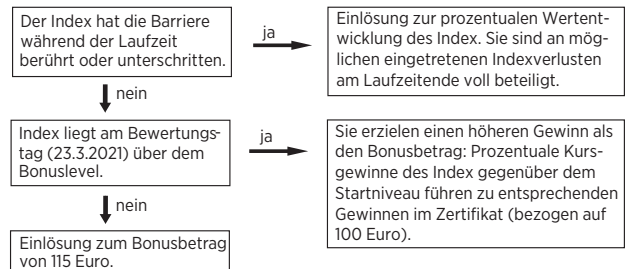 Der Index hat die Barriere
während der Laufzeit
berührt oder unterschritten.
ja
Einlösung zur prozentualen Wertent-
wicklung des Index. Sie sind an mög-
lichen eingetretenen Indexverlusten
am Laufzeitende voll beteiligt.
nein
Index liegt am Bewertungs-
tag (23.3.2021) über dem
Bonuslevel.
ja
Sie erzielen einen höheren Gewinn als
den Bonusbetrag: Prozentuale Kurs-
gewinne des Index gegenüber dem
Startniveau führen zu entsprechenden
Gewinnen im Zertifikat (bezogen auf
100 Euro).
nein
Einlösung zum Bonusbetrag
von 115 Euro.